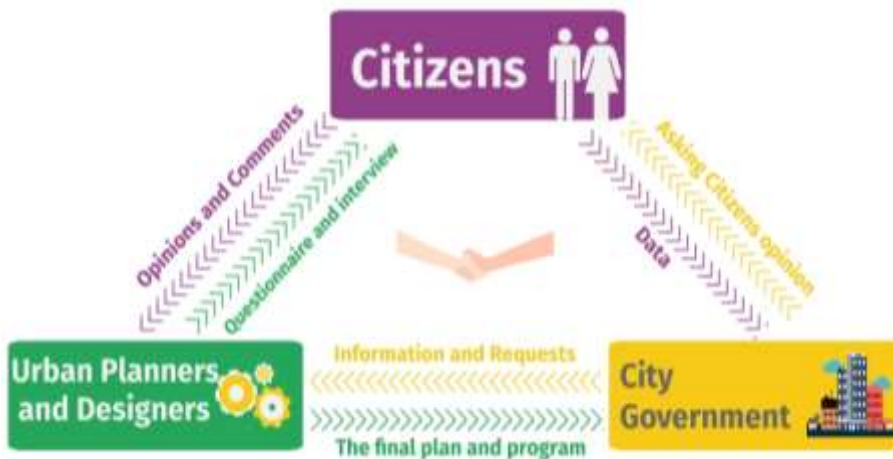 Citizens
Opinions and Comments
Questionnaire and interview
Asking Citizens opinion
Data
Urban Planners
and Designers
Information and Requests
The final plan and program
City
Government